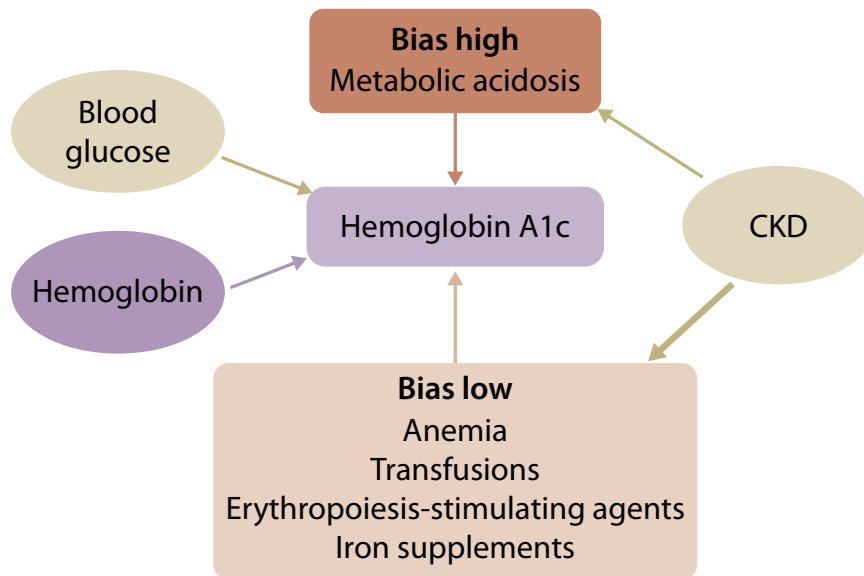 Bias high
Metabolic acidosis
Blood
glucose
Hemoglobin A1c
CKD
Hemoglobin
Bias low
Anemia
Transfusions
Erythropoiesis-stimulating agents
Iron supplements